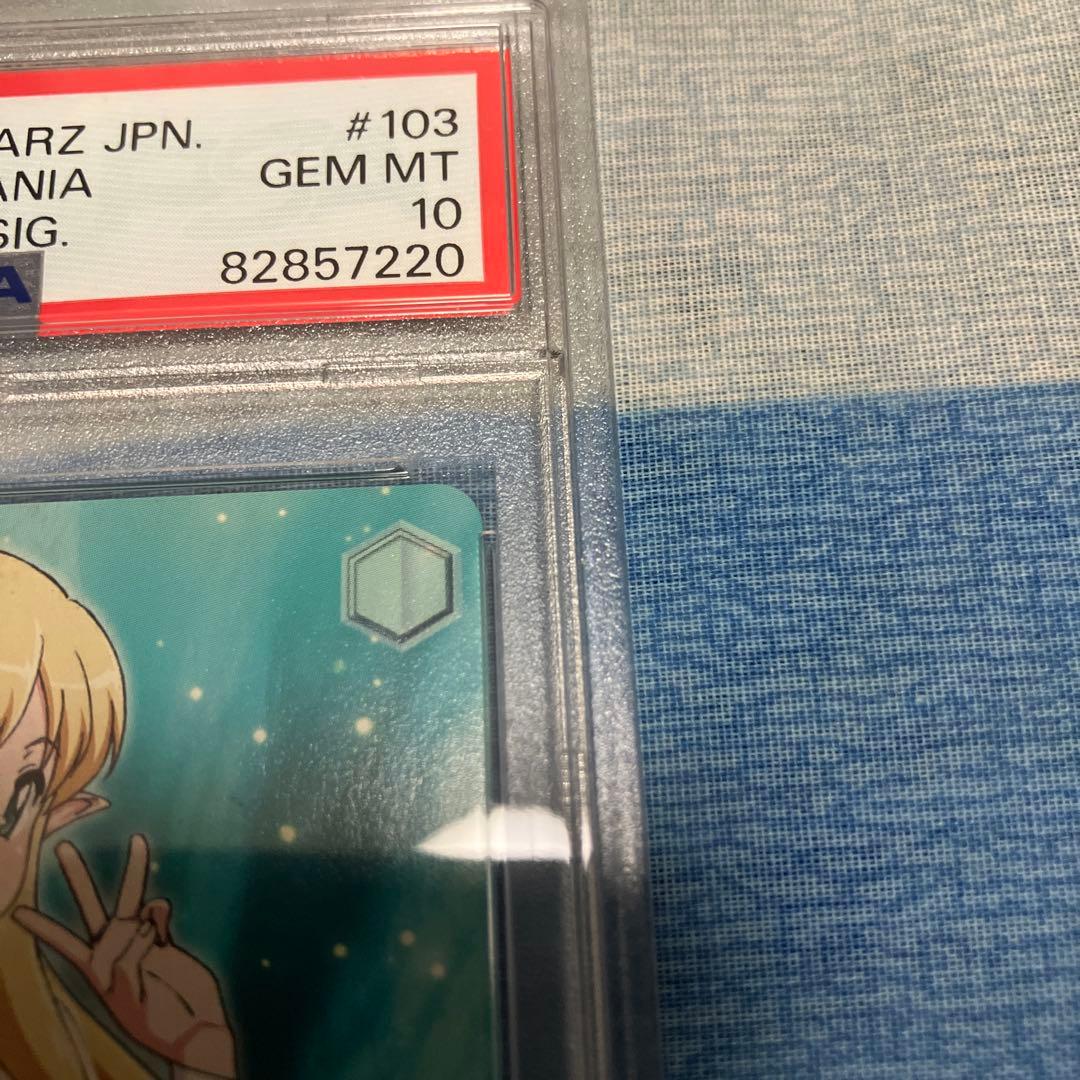 ARZ JPN. #103
ANIA GEM MT
SIG. 10
A 82857220